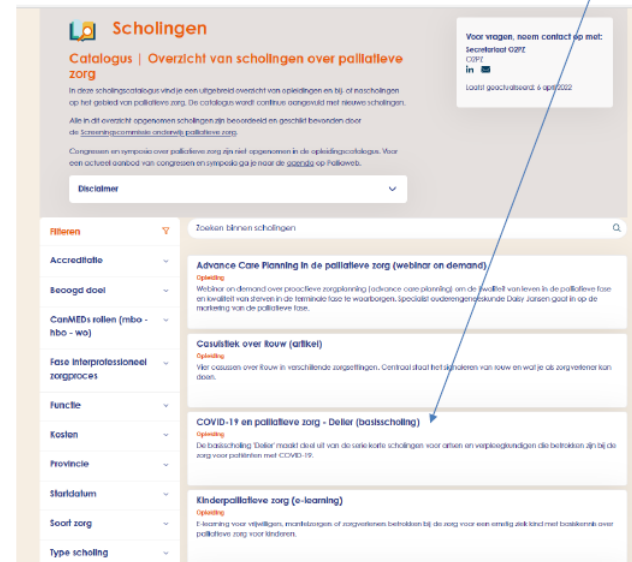 Scholingen
Catalogus | Overzicht van scholingen over palliatieve
zorg
In deze scholingscatalogus vind je een uitgebreid overzicht van opleidingen en bij- of nascholingen
op het gebied van palliatieve zorg. De catalogus wordt continue aangevuld met nieuwe scholingen.
Alle in dit overzicht opgenomen scholingen zijn beoordeeld en geschikt bevonden door
de Screeningscommissie onderwijs palliatieve zorg.
Congressen en symposia over palliatieve zorg zijn niet opgenomen in de opleidingscatalogus. Voor
een actueel aanbod van congressen en symposia ga je naar de agenda op Palliaweb.
Disclaimer
Voor vragen, neem contact op met:
Secretariaat O2PZ
O2PZ
in
Laatst geactualiseerd: 6 april 2022
Filteren
Accreditatie
Beoogd doel
CanMEDs rollen (mbo -
hbo - wo)
Fase interprofessioneel
zorgproces
Functie
Kosten
Provincie
Startdatum
Soort zorg
Type scholing
Zoeken binnen scholingen
Advance Care Planning in de palliatieve zorg (webinar on demand)
Opleiding
Webinar on demand over proactieve zorgplanning (advance care planning) om de kwaliteit van leven in de palliatieve fase
en kwaliteit van sterven in de terminale fase te waarborgen. Specialist ouderengeneeskunde Daisy Jansen gaat in op de
markering van de palliatieve fase.
Casuïstiek over Rouw (artikel)
Opleiding
Vier casussen over Rouw in verschillende zorgsettingen. Centraal staat het signaleren van rouw en wat je als zorgverlener kan
doen.
COVID-19 en palliatieve zorg - Delier (basisscholing)
Opleiding
De basisscholing 'Delier' maakt deel uit van de serie korte scholingen voor artsen en verpleegkundigen die betrokken zijn bij de
zorg voor patiënten met COVID-19.
Kinderpalliatieve zorg (e-learning)
Opleiding
E-learning voor vrijwilligers, mantelzorgers of zorgverleners betrokken bij de zorg voor een ernstig ziek kind met basiskennis over
palliatieve zorg voor kinderen.